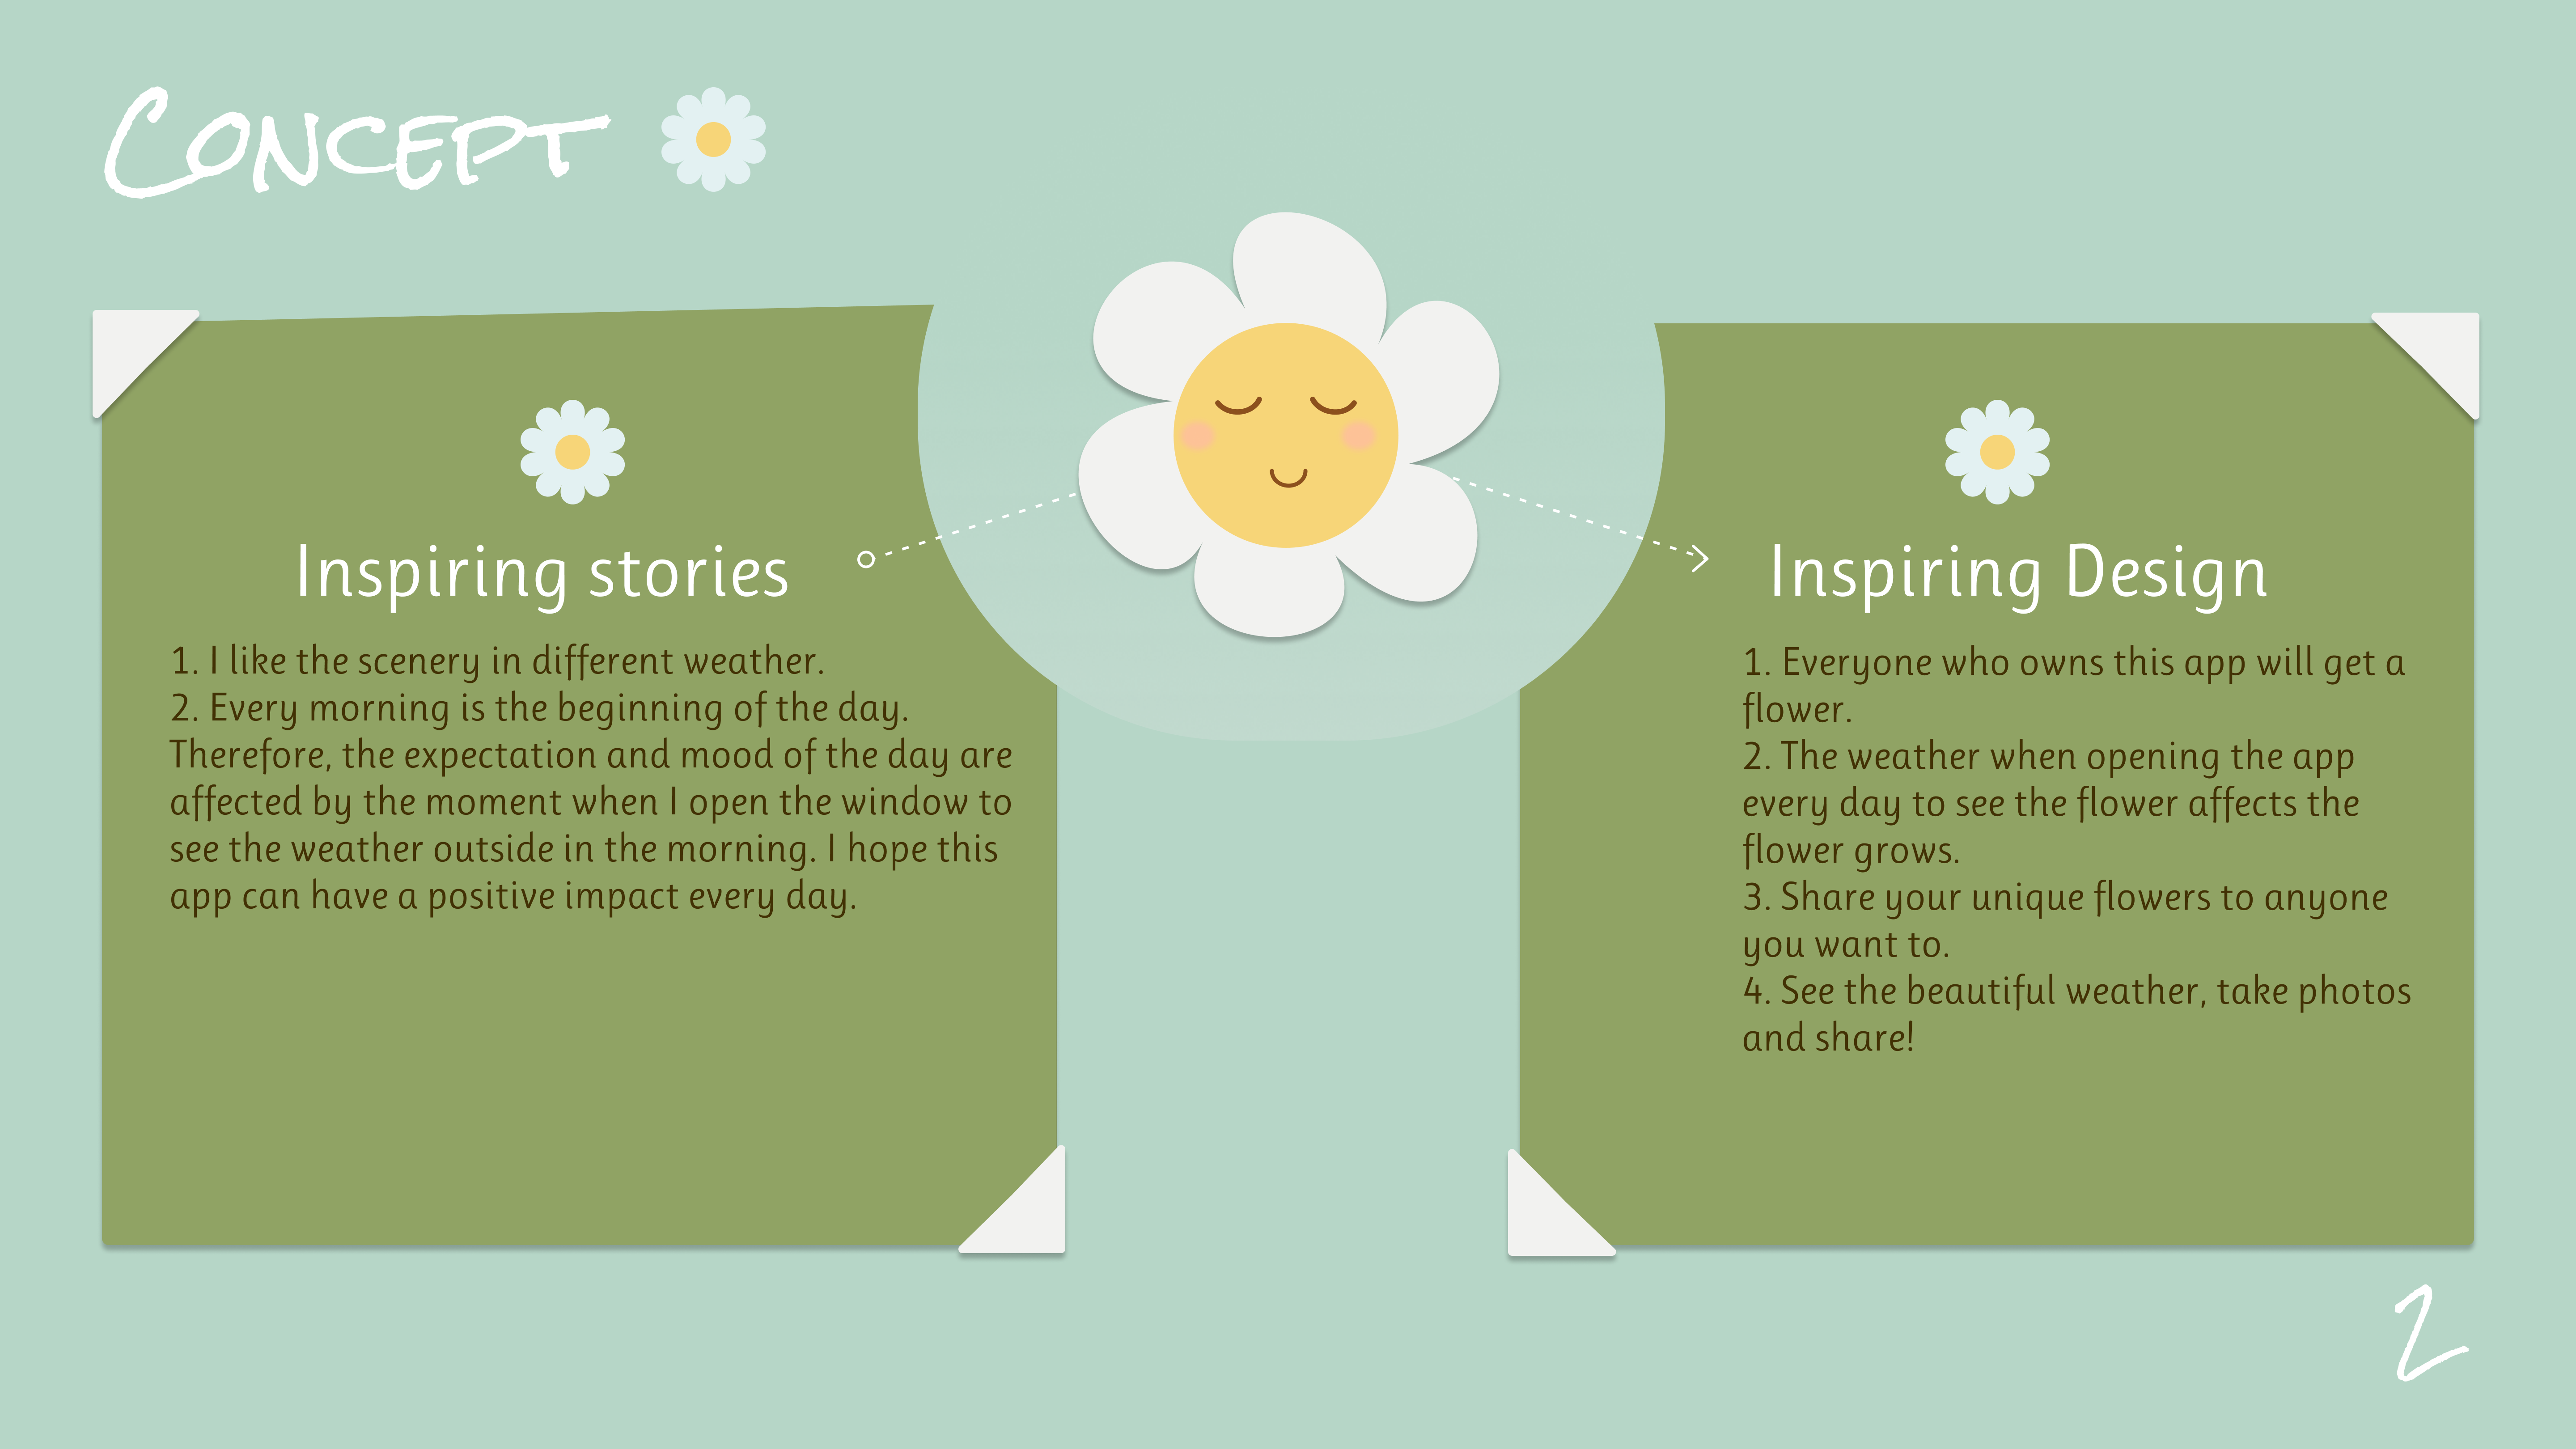 Concept
Inspiring stories
1. I like the scenery in different weather.
2. Every morning is the beginning of the day.
Therefore, the expectation and mood of the day are
affected by the moment when I open the window to
see the weather outside in the morning. I hope this
app can have a positive impact every day.
Inspiring Design
1. Everyone who owns this app will get a
flower.
2. The weather when opening the app
every day to see the flower affects the
flower grows.
3. Share your unique flowers to anyone
you want to.
4. See the beautiful weather, take photos
and share!
2